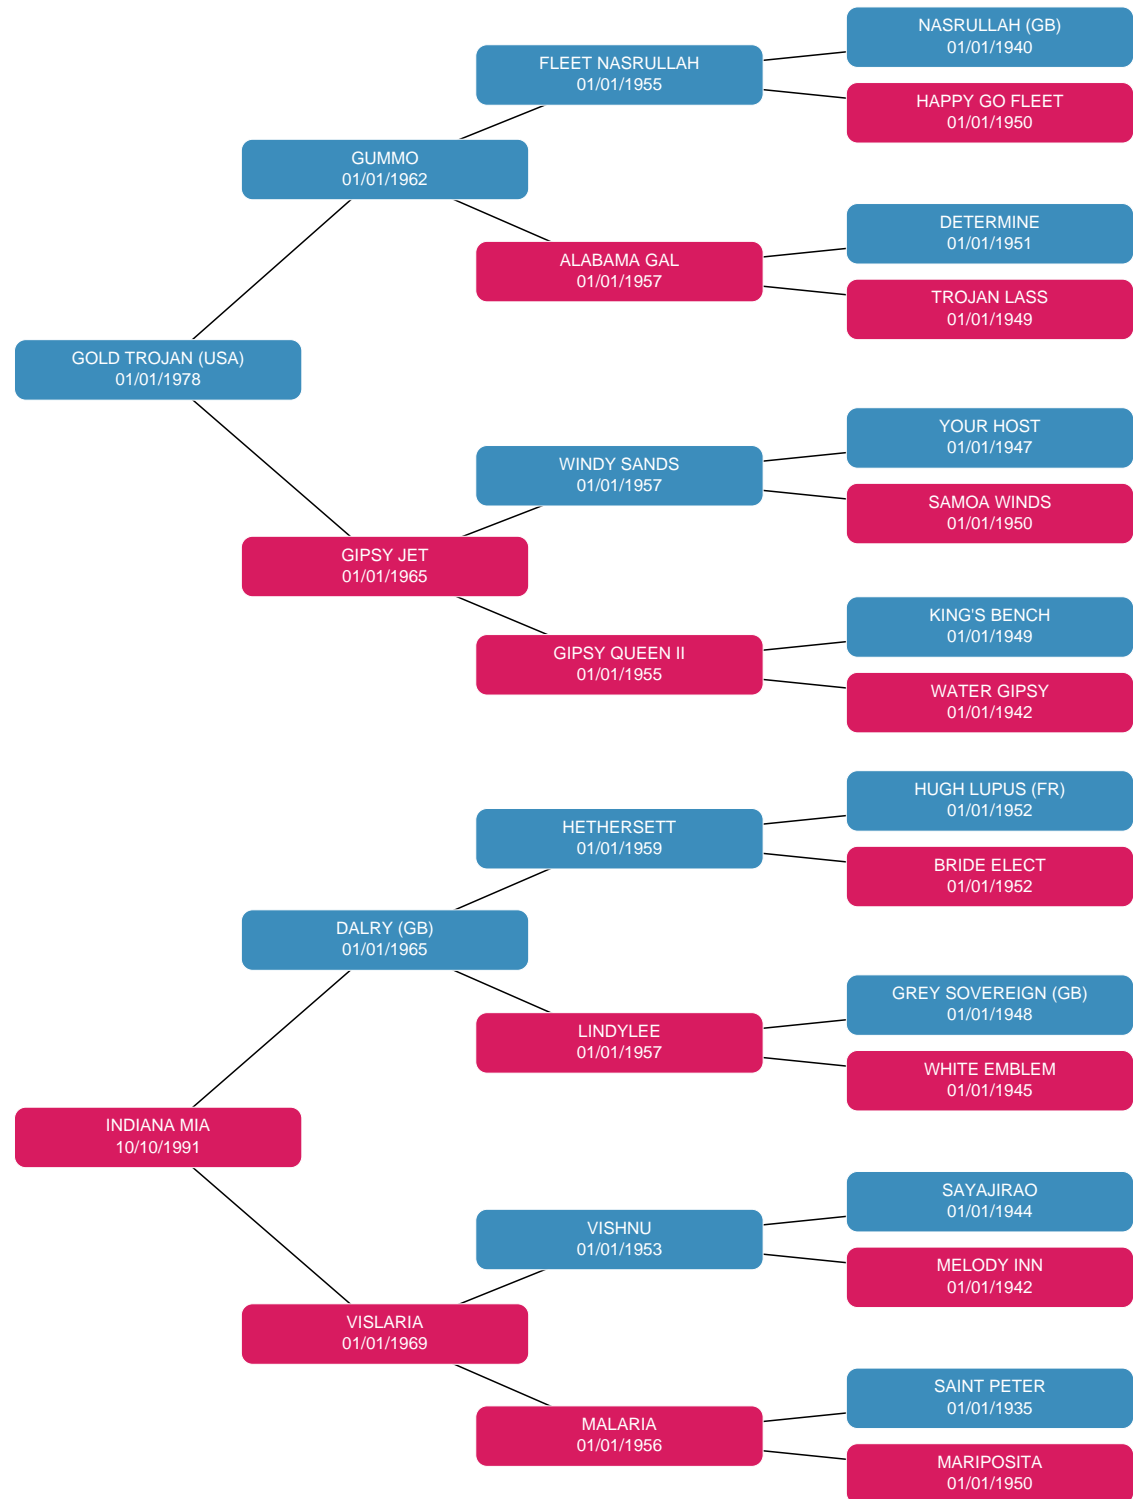 NASRULLAH (GB)
01/01/1940
FLEET NASRULLAH
01/01/1955
HAPPY GO FLEET
01/01/1950
GUMMO
01/01/1962
DETERMINE
01/01/1951
ALABAMA GAL
01/01/1957
TROJAN LASS
01/01/1949
GOLD TROJAN (USA)
01/01/1978
YOUR HOST
01/01/1947
WINDY SANDS
01/01/1957
SAMOA WINDS
01/01/1950
GIPSY JET
01/01/1965
KING'S BENCH
01/01/1949
GIPSY QUEEN II
01/01/1955
WATER GIPSY
01/01/1942
HUGH LUPUS (FR)
01/01/1952
HETHERSETT
01/01/1959
BRIDE ELECT
01/01/1952
DALRY (GB)
01/01/1965
GREY SOVEREIGN (GB)
01/01/1948
LINDYLEE
01/01/1957
WHITE EMBLEM
01/01/1945
INDIANA MIA
10/10/1991
SAYAJIRAO
01/01/1944
VISHNU
01/01/1953
MELODY INN
01/01/1942
VISLARIA
01/01/1969
SAINT PETER
01/01/1935
MALARIA
01/01/1956
MARIPOSITA
01/01/1950